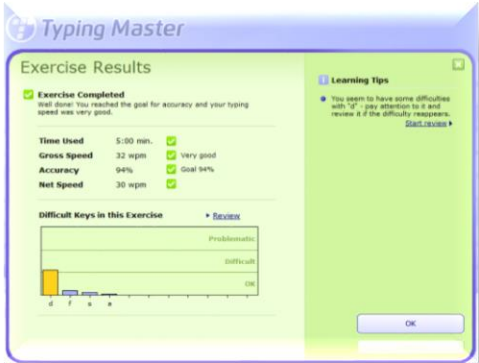 Typing Master
Exercise Results
Exercise Completed
Well done! You reached the goal for accuracy and your typing
speed was very good.
Time Used 5:00 min.
Gross Speed 32 wpm Very good
Accuracy 94% Goal 94%
Net Speed 30 wpm
Difficult Keys in this Exercise Review
Problematic
Difficult
OK
d f s a
Learning Tips
You seem to have some difficulties
with "d" - pay attention to it and
review it if the difficulty reappears.
Start review
OK